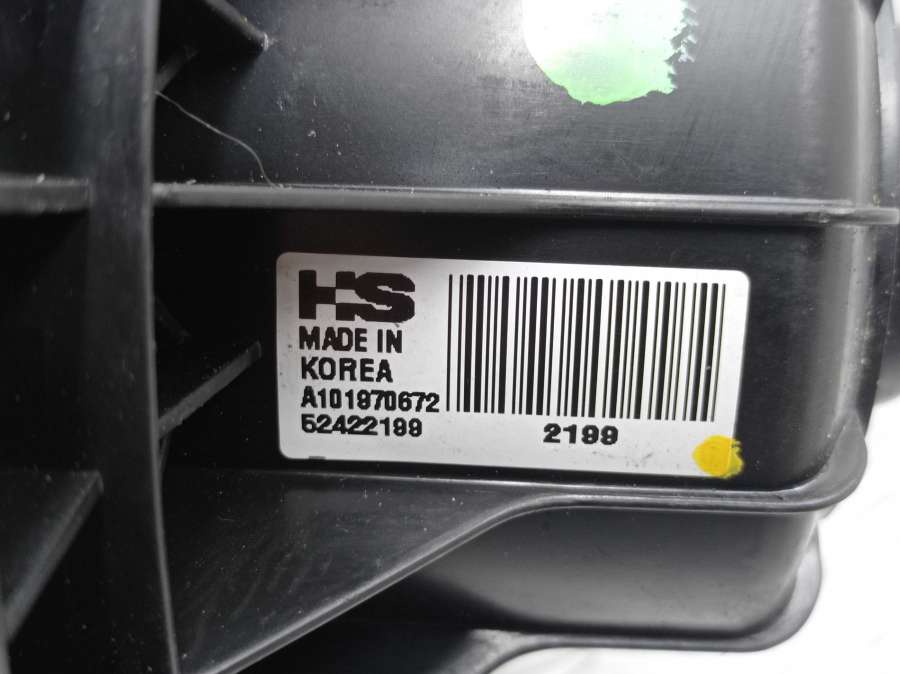 HS
MADE IN
KOREA
A101970672
52422199
2199